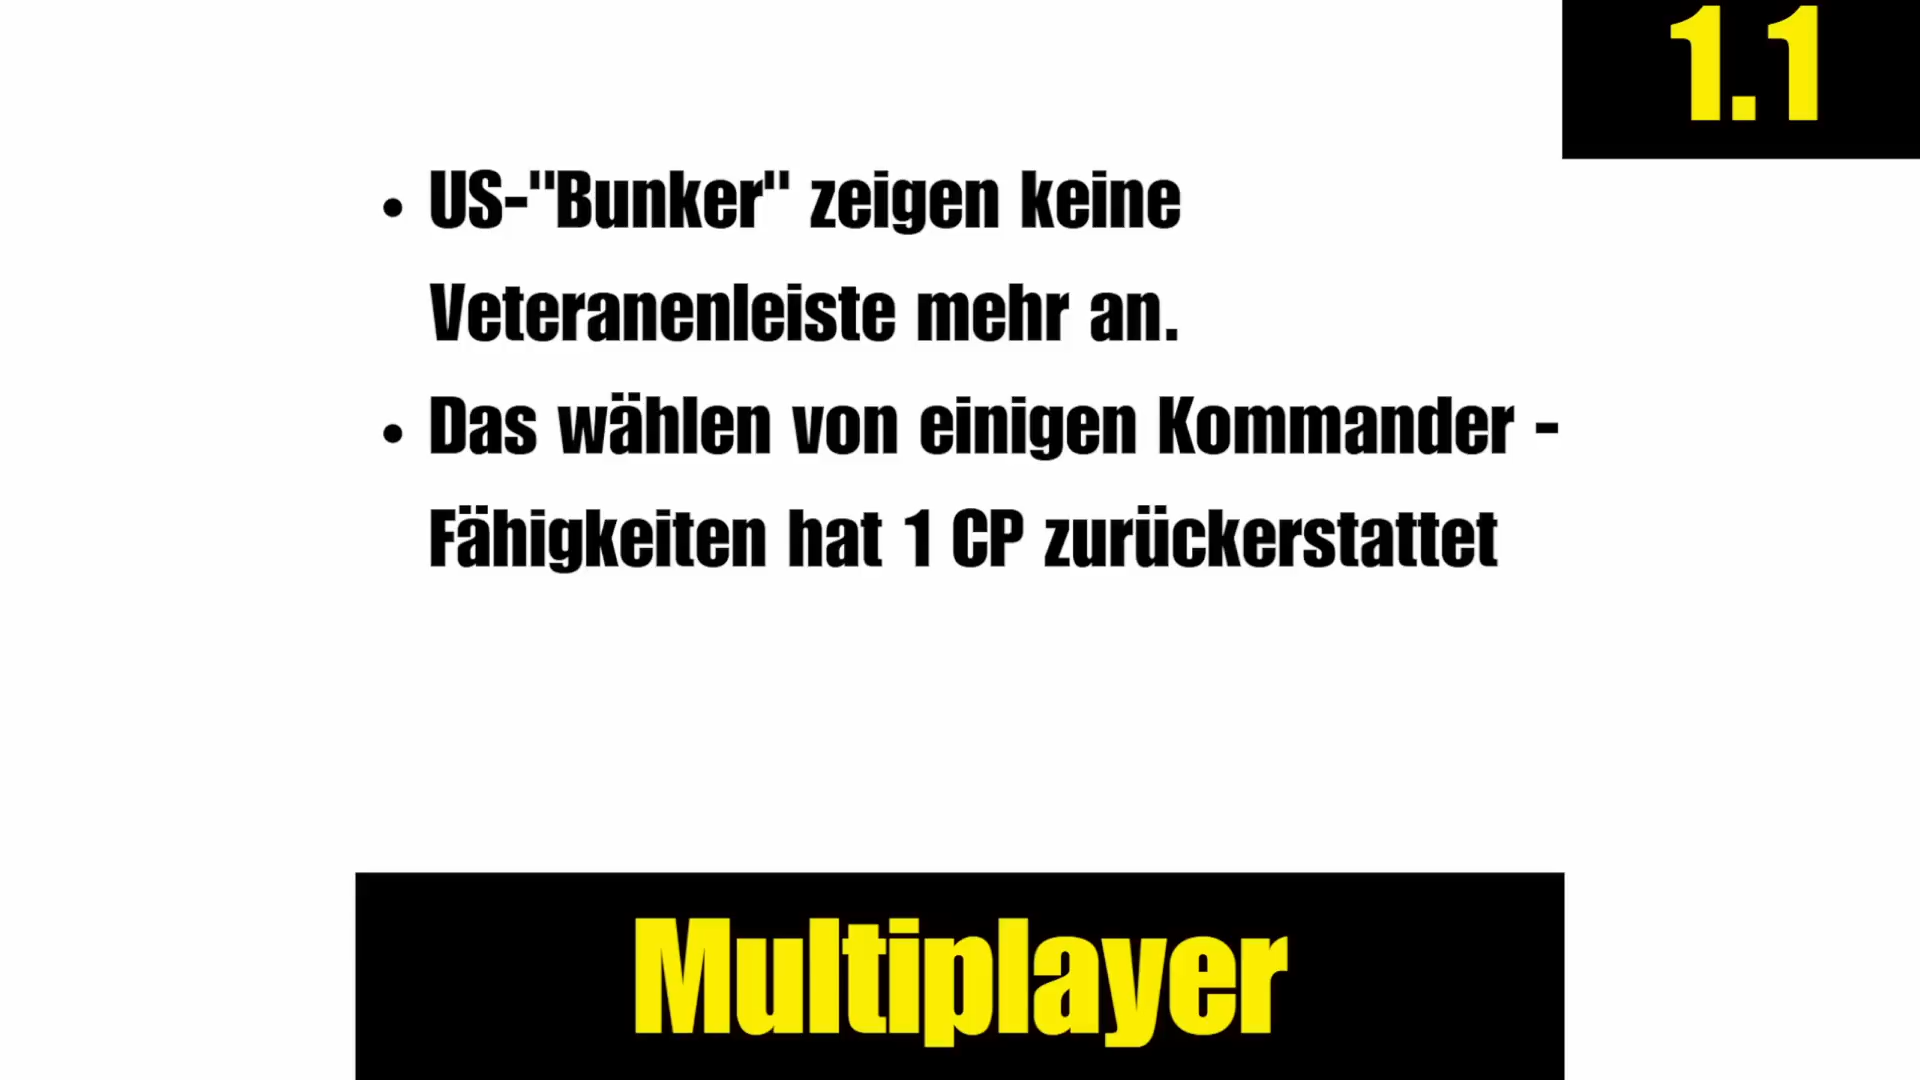 1.1
• US-"Bunker" zeigen keine
Veteranenleiste mehr an.
• Das wählen von einigen Kommander -
Fähigkeiten hat 1 CP zurückerstattet
Multiplayer